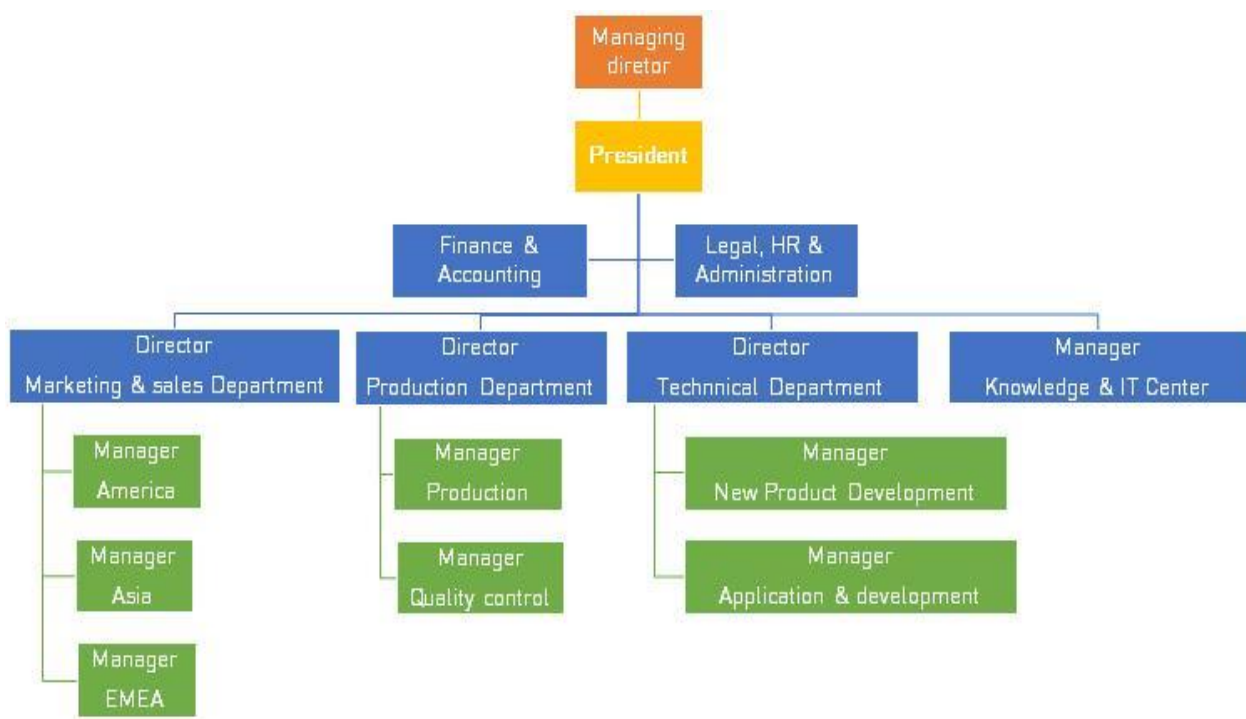 Managing
diretor
President
Finance &
Accounting
Legal, HR &
Administration
Director
Marketing & sales Department
Director
Production Department
Director
Technnical Department
Manager
Knowledge & IT Center
Manager
America
Manager
Asia
Manager
EMEA
Manager
Production
Manager
Quality control
Manager
New Product Development
Manager
Application & development